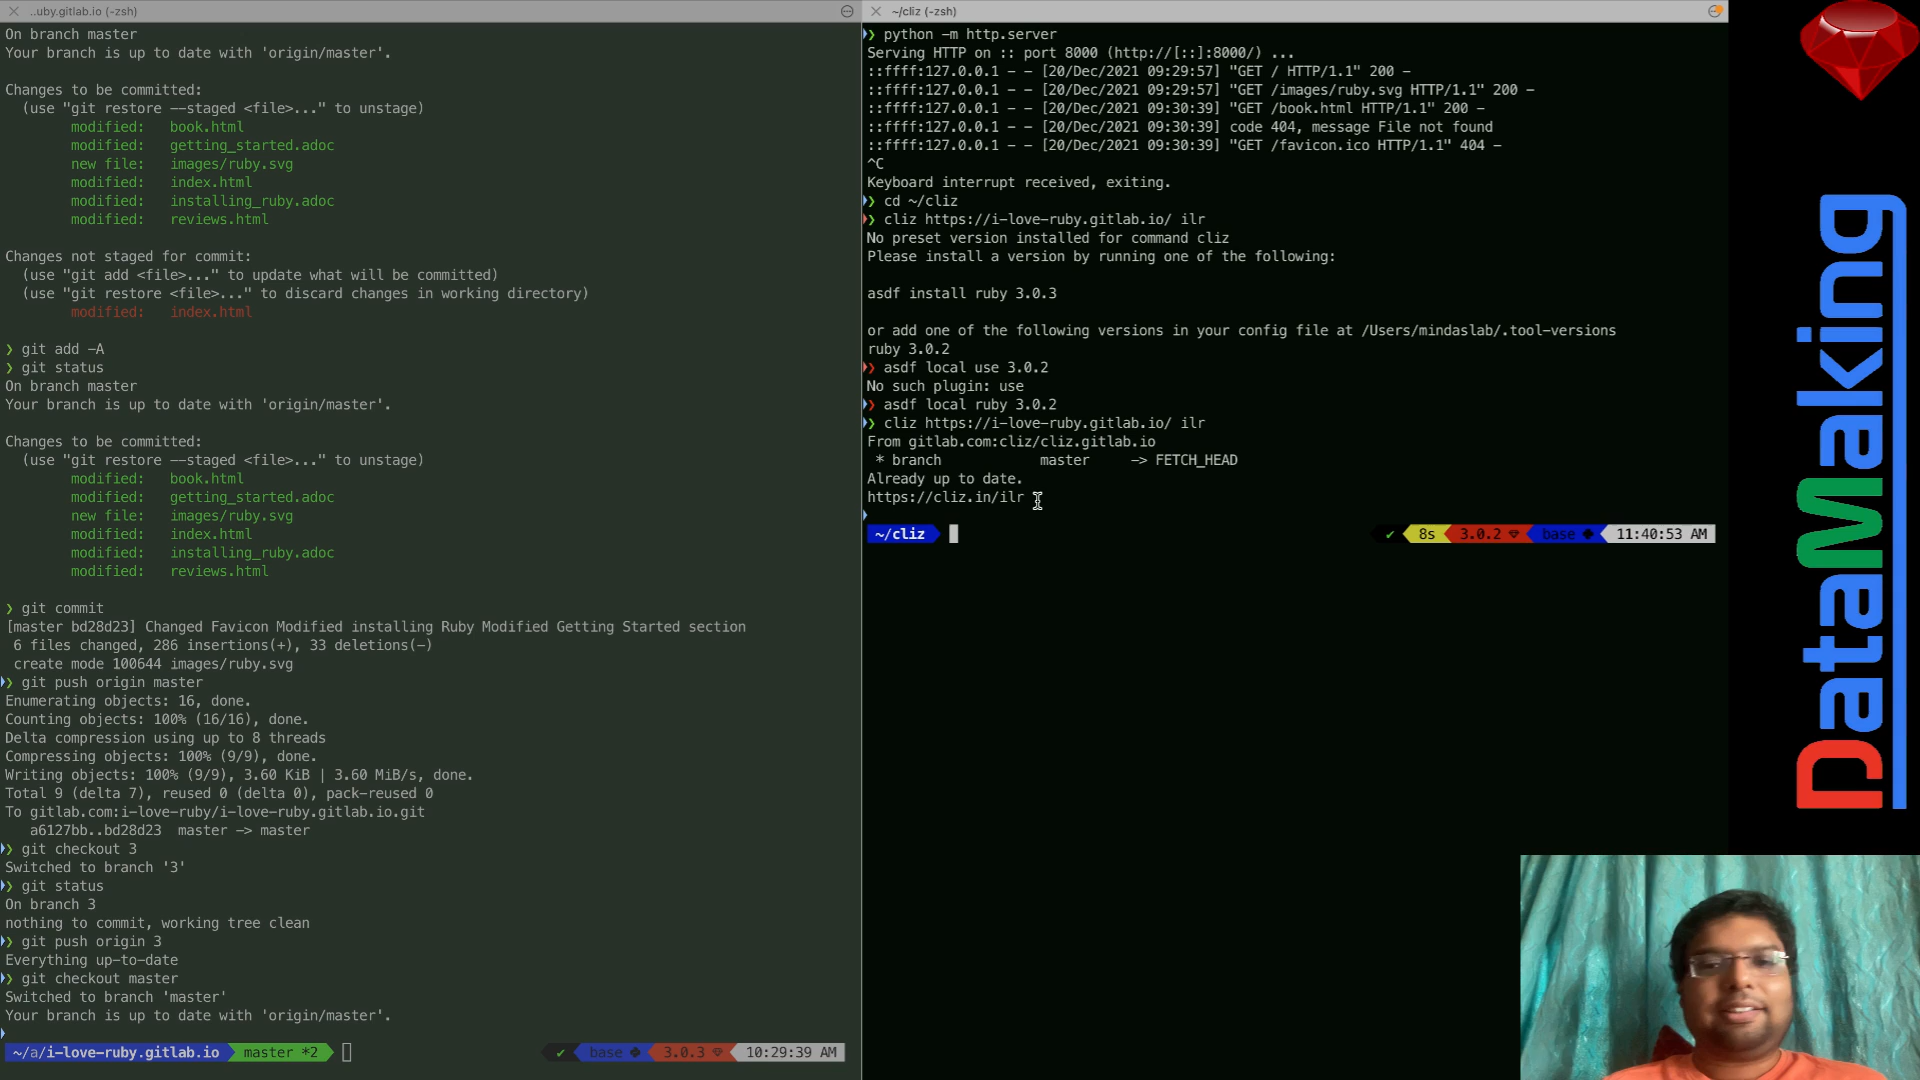 ..uby.gitlab.io (-zsh)
On branch master
Your branch is up to date with 'origin/master'.
Changes to be committed:
(use "git restore --staged <file>..." to unstage)
modified: book.html
modified: getting_started.adoc
new file: images/ruby.svg
modified: index.html
modified: installing_ruby.adoc
modified: reviews.html
Changes not staged for commit:
(use "git add <file>..." to update what will be committed)
(use "git restore <file>..." to discard changes in working directory)
modified: index.html
❯ git add -A
❯ git status
On branch master
Your branch is up to date with 'origin/master'.
Changes to be committed:
(use "git restore --staged <file>..." to unstage)
modified: book.html
modified: getting_started.adoc
new file: images/ruby.svg
modified: index.html
modified: installing_ruby.adoc
modified: reviews.html
❯ git commit
[master bd28d23] Changed Favicon Modified installing Ruby Modified Getting Started section
6 files changed, 286 insertions(+), 33 deletions(-)
create mode 100644 images/ruby.svg
❯ git push origin master
Enumerating objects: 16, done.
Counting objects: 100% (16/16), done.
Delta compression using up to 8 threads
Compressing objects: 100% (9/9), done.
Writing objects: 100% (9/9), 3.60 KiB | 3.60 MiB/s, done.
Total 9 (delta 7), reused 0 (delta 0), pack-reused 0
To gitlab.com:i-love-ruby/i-love-ruby.gitlab.io.git
a6127bb..bd28d23 master -> master
❯ git checkout 3
Switched to branch '3'
❯ git status
On branch 3
nothing to commit, working tree clean
❯ git push origin 3
Everything up-to-date
❯ git checkout master
Switched to branch 'master'
Your branch is up to date with 'origin/master'.
~/a/i-love-ruby.gitlab.io master *2 ✔ base 3.0.3 10:29:39 AM
~/cliz (-zsh)
❯ python -m http.server
Serving HTTP on :: port 8000 (http://[::]:8000/) ...
::ffff:127.0.0.1 - - [20/Dec/2021 09:29:57] "GET / HTTP/1.1" 200 -
::ffff:127.0.0.1 - - [20/Dec/2021 09:29:57] "GET /images/ruby.svg HTTP/1.1" 200 -
::ffff:127.0.0.1 - - [20/Dec/2021 09:30:39] "GET /book.html HTTP/1.1" 200 -
::ffff:127.0.0.1 - - [20/Dec/2021 09:30:39] code 404, message File not found
::ffff:127.0.0.1 - - [20/Dec/2021 09:30:39] "GET /favicon.ico HTTP/1.1" 404 -
^C
Keyboard interrupt received, exiting.
❯ cd ~/cliz
❯ cliz https://i-love-ruby.gitlab.io/ ilr
No preset version installed for command cliz
Please install a version by running one of the following:
asdf install ruby 3.0.3
or add one of the following versions in your config file at /Users/mindaslab/.tool-versions
ruby 3.0.2
❯ asdf local use 3.0.2
No such plugin: use
❯ asdf local ruby 3.0.2
❯ cliz https://i-love-ruby.gitlab.io/ ilr
From gitlab.com:cliz/cliz.gitlab.io
* branch master -> FETCH_HEAD
Already up to date.
https://cliz.in/ilr
~/cliz ✔ 8s 3.0.2 base 11:40:53 AM
DataMaking